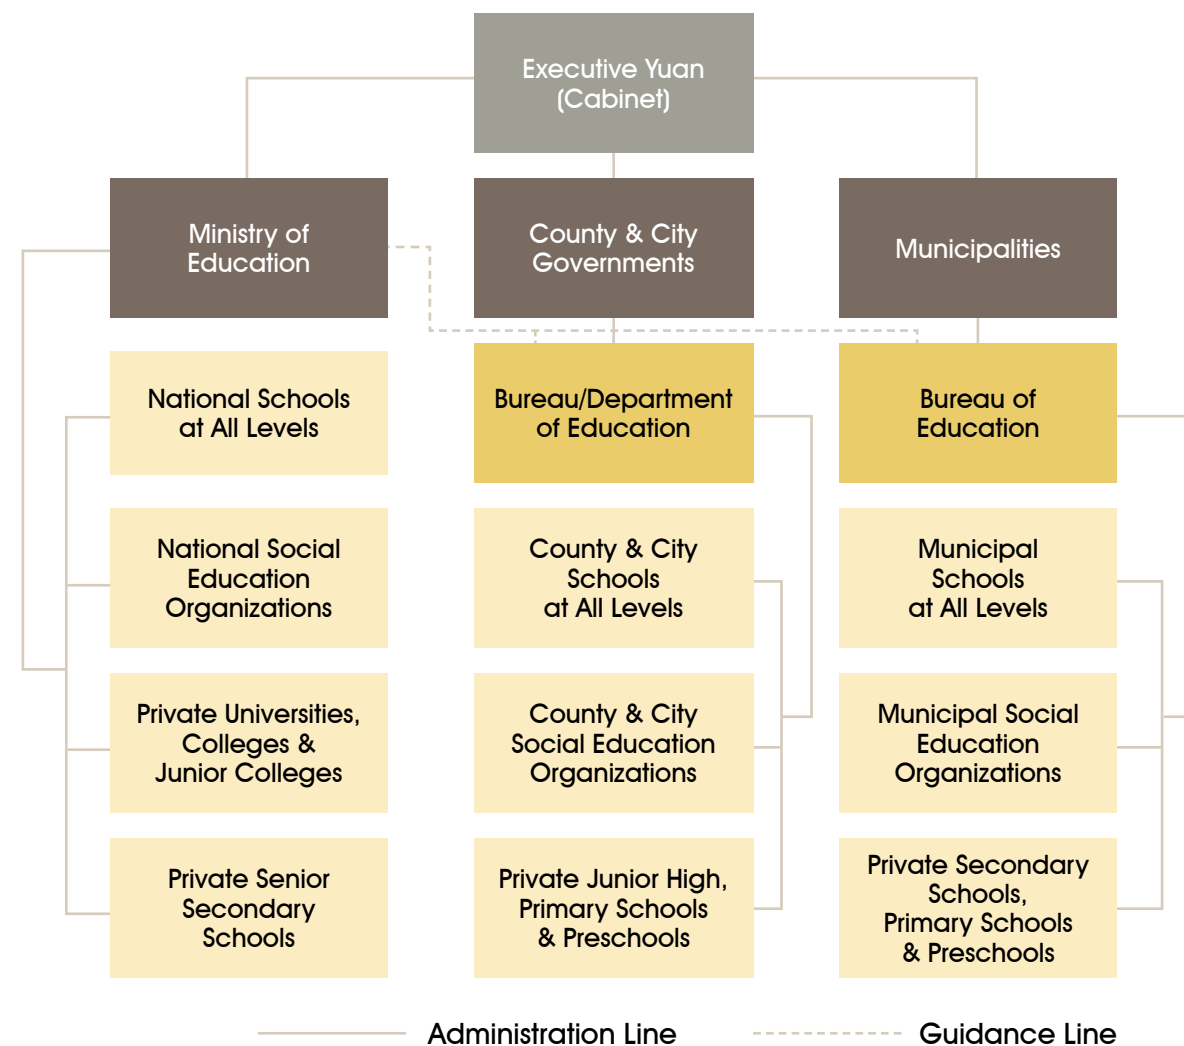 Executive Yuan
(Cabinet)
Ministry of
Education
County & City
Governments
Municipalities
National Schools
at All Levels
Bureau/Department
of Education
Bureau of
Education
National Social
Education
Organizations
County & City
Schools
at All Levels
Municipal
Schools
at All Levels
Private Universities,
Colleges &
Junior Colleges
County & City
Social Education
Organizations
Municipal Social
Education
Organizations
Private Senior
Secondary
Schools
Private Junior High,
Primary Schools
& Preschools
Private Secondary
Schools,
Primary Schools
& Preschools
Administration Line
Guidance Line